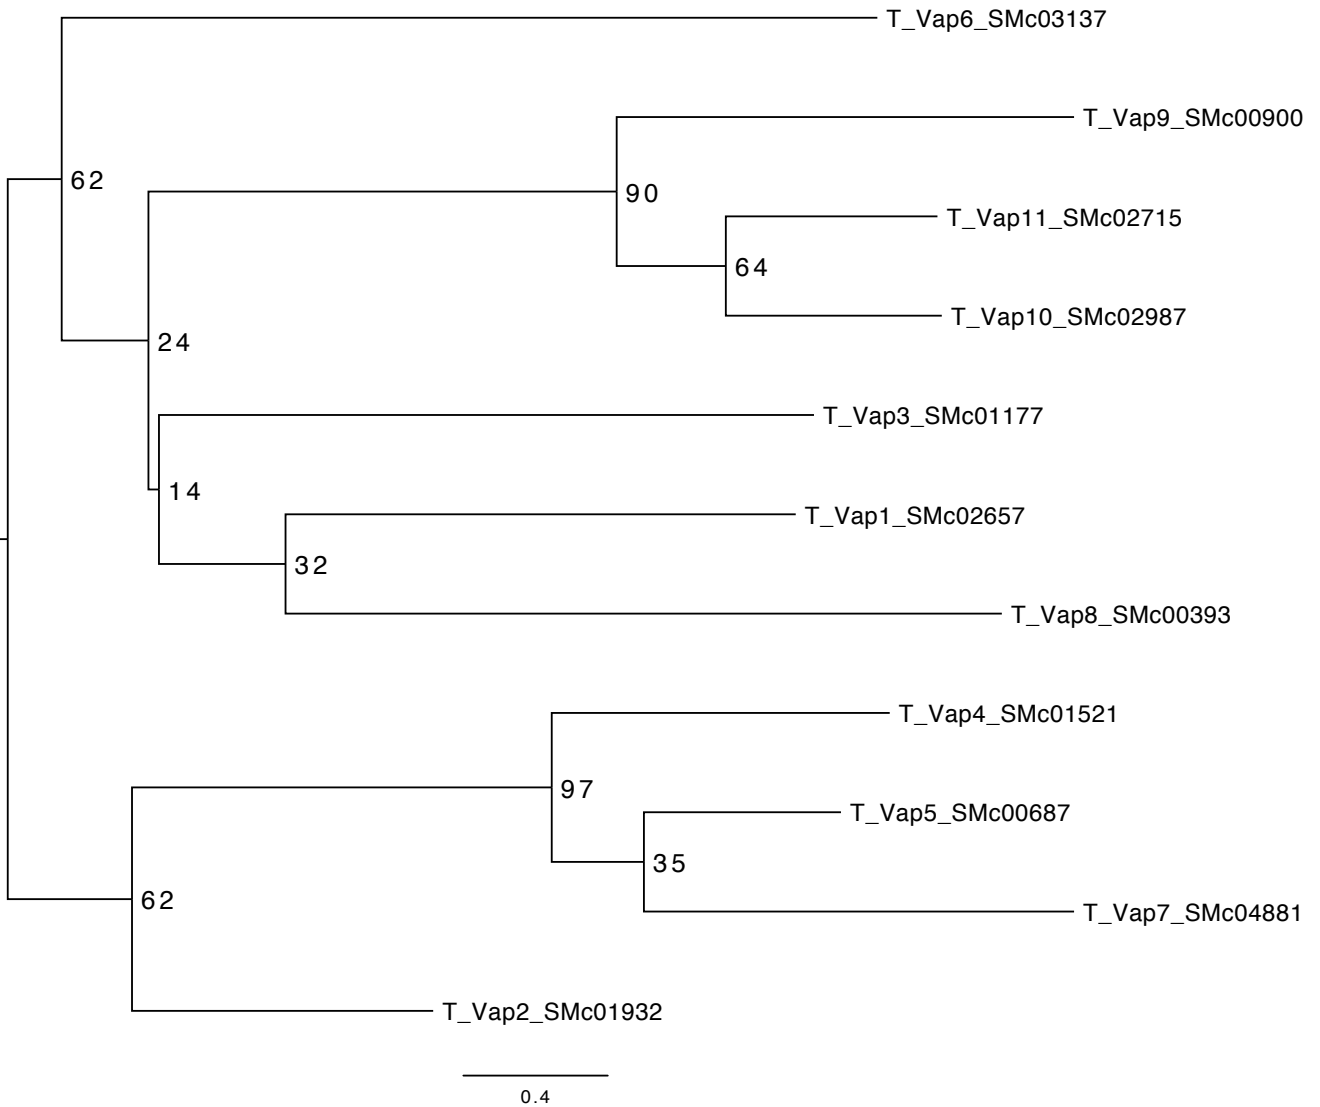 T_Vap6_SMc03137
T_Vap9_SMc00900
62
90
T_Vap11_SMc02715
64
T_Vap10_SMc02987
24
T_Vap3_SMc01177
14
T_Vap1_SMc02657
32
T_Vap8_SMc00393
T_Vap4_SMc01521
97
T_Vap5_SMc00687
35
62
T_Vap7_SMc04881
T_Vap2_SMc01932
0.4